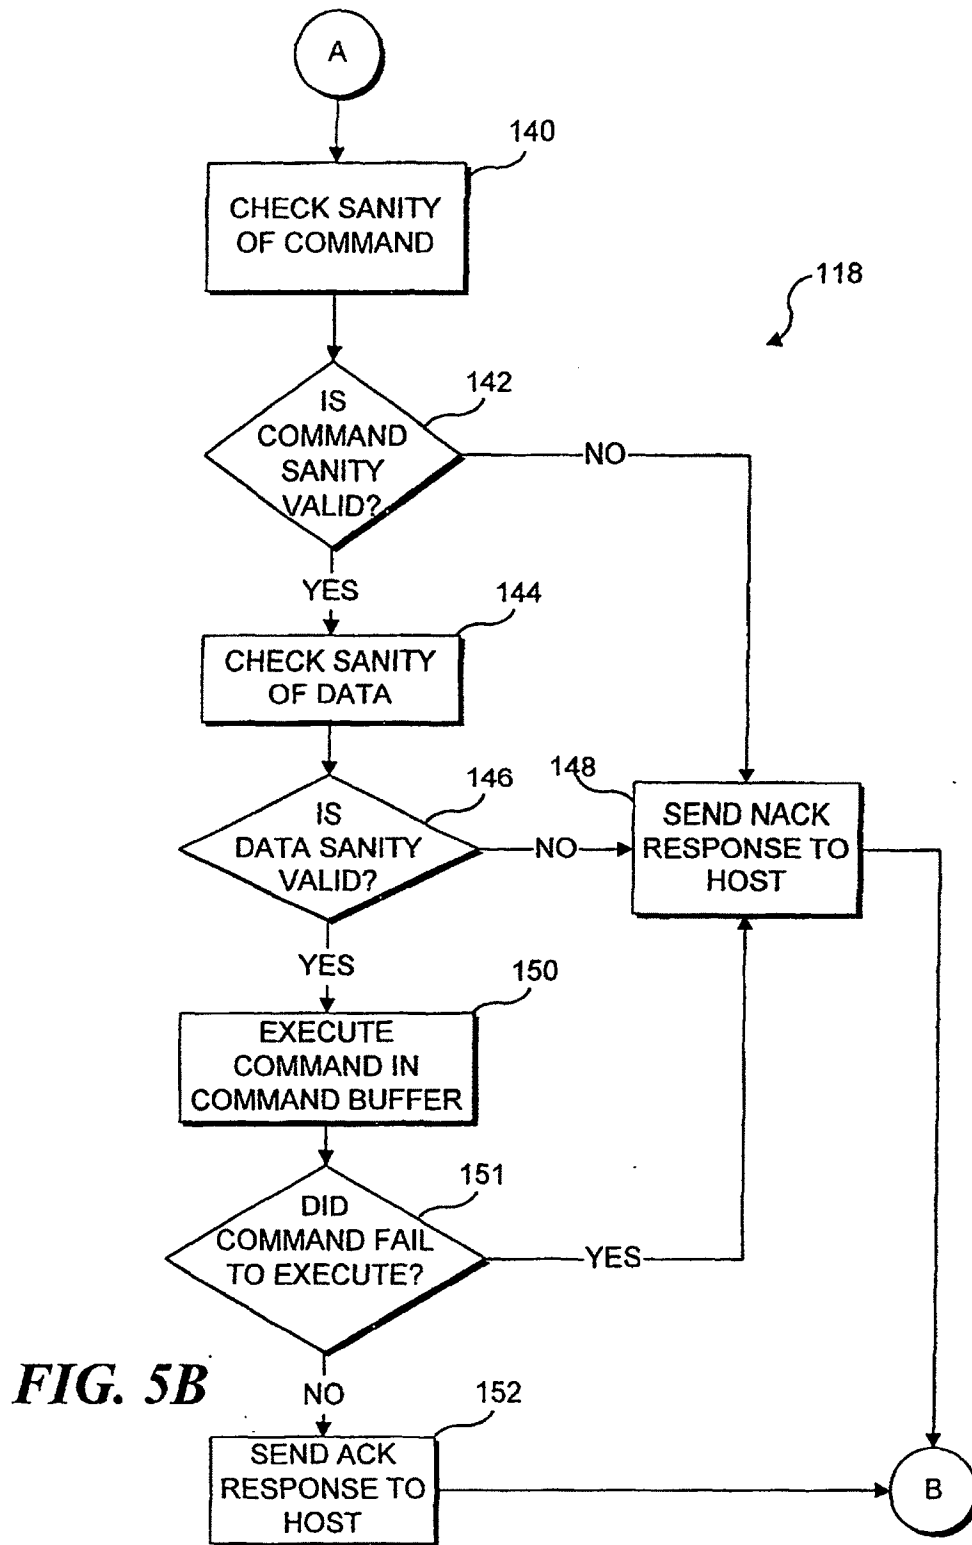 A
140
CHECK SANITY
OF COMMAND
118
142
IS
COMMAND
SANITY
VALID?
NO
YES
144
CHECK SANITY
OF DATA
146
IS
DATA SANITY
VALID?
NO
148
SEND NACK
RESPONSE TO
HOST
YES
150
EXECUTE
COMMAND IN
COMMAND BUFFER
151
DID
COMMAND FAIL
TO EXECUTE?
YES
FIG. 5B
NO
152
SEND ACK
RESPONSE TO
HOST
B